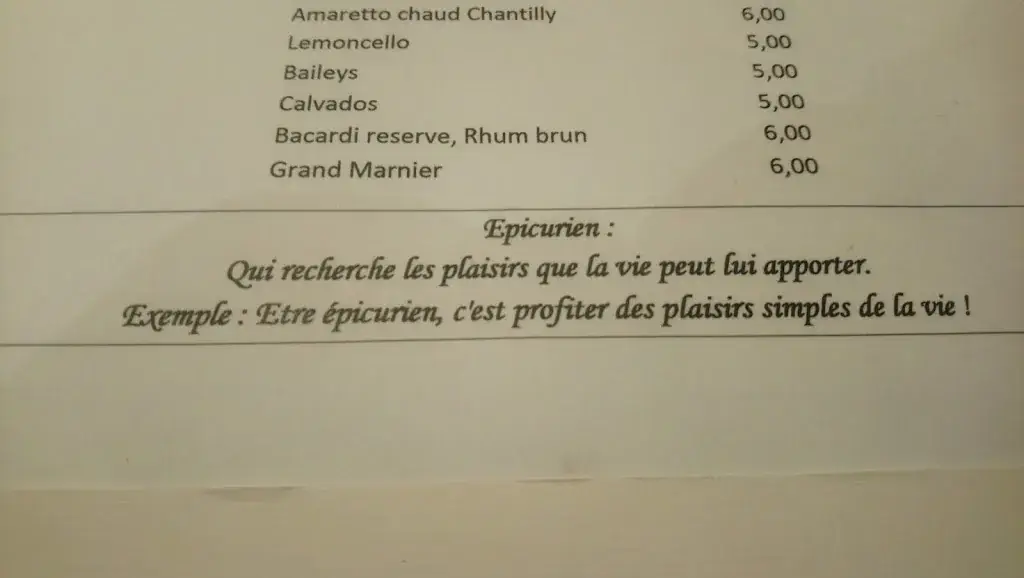 Amaretto chaud Chantilly 6,00
Lemoncello 5,00
Baileys 5,00
Calvados 5,00
Bacardi reserve, Rhum brun 6,00
Grand Marnier 6,00
Epicurien :
Qui recherche les plaisirs que la vie peut lui apporter.
Exemple : Etre épicurien, c'est profiter des plaisirs simples de la vie !